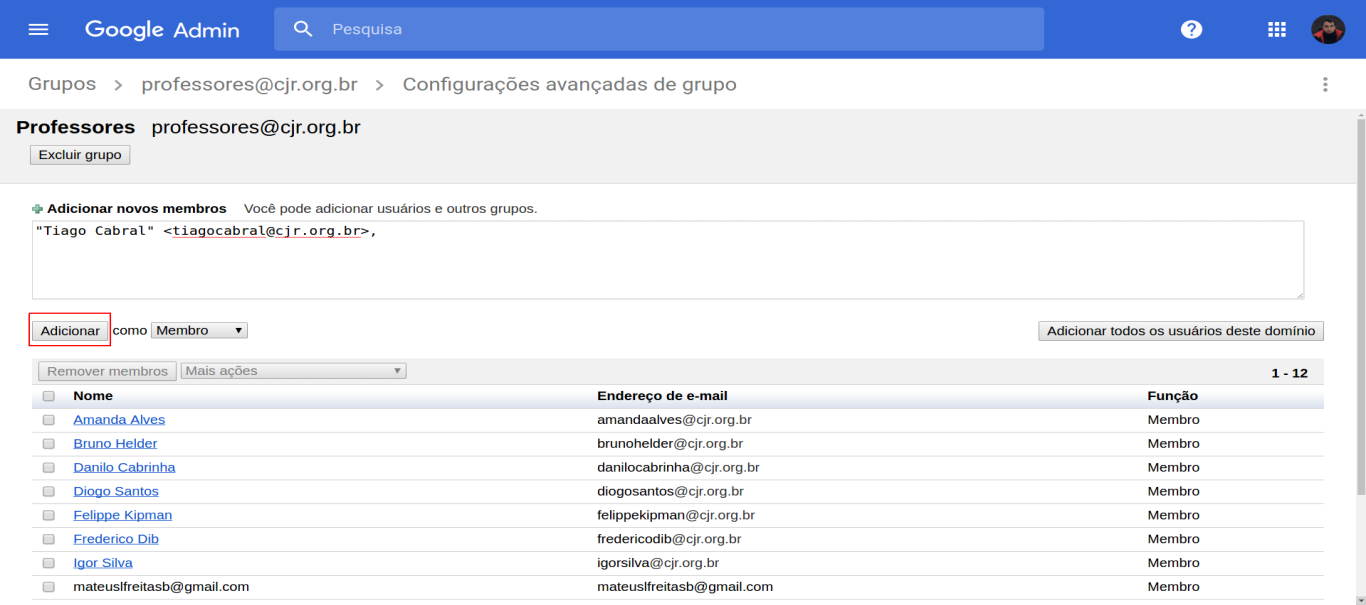 Google Admin Pesquisa ?
Grupos > professores@cjr.org.br > Configurações avançadas de grupo
Professores professores@cjr.org.br
Excluir grupo
Adicionar novos membros Você pode adicionar usuários e outros grupos.
"Tiago Cabral" <tiagocabral@cjr.org.br>,
Adicionar como Membro Adicionar todos os usuários deste domínio
Remover membros Mais ações 1 - 12
Nome Endereço de e-mail Função
Amanda Alves amandaalves@cjr.org.br Membro
Bruno Helder brunohelder@cjr.org.br Membro
Danilo Cabrinha danilocabrinha@cjr.org.br Membro
Diogo Santos diogosantos@cjr.org.br Membro
Felippe Kipman felippekipman@cjr.org.br Membro
Frederico Dib fredericodib@cjr.org.br Membro
Igor Silva igorsilva@cjr.org.br Membro
mateuslfreitasb@gmail.com mateuslfreitasb@gmail.com Membro